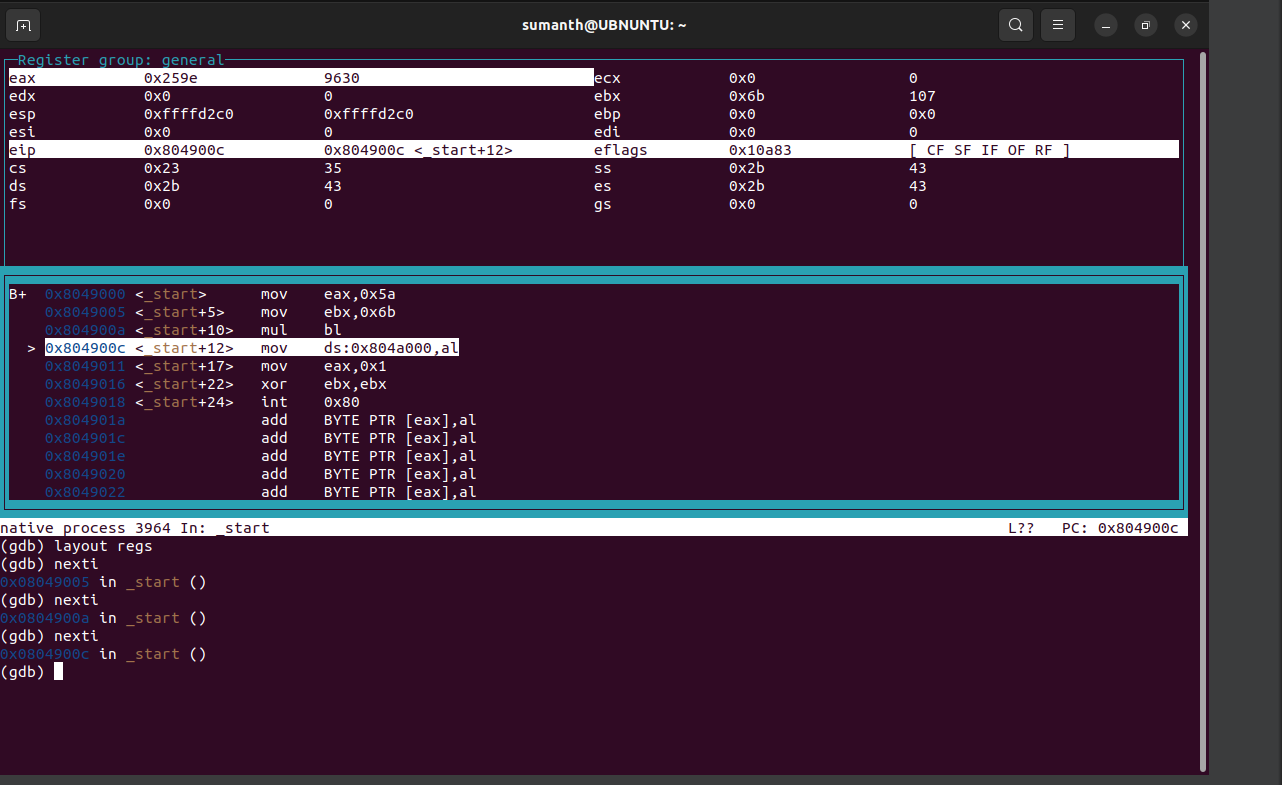 sumanth@UBNUNTU: ~
Register group: general
eax 0x259e 9630 ecx 0x0 0
edx 0x0 0 ebx 0x6b 107
esp 0xffffd2c0 0xffffd2c0 ebp 0x0 0x0
esi 0x0 0 edi 0x0 0
eip 0x804900c 0x804900c <_start+12> eflags 0x10a83 [ CF SF IF OF RF ]
cs 0x23 35 ss 0x2b 43
ds 0x2b 43 es 0x2b 43
fs 0x0 0 gs 0x0 0
B+ 0x8049000 <_start> mov eax,0x5a
0x8049005 <_start+5> mov ebx,0x6b
0x804900a <_start+10> mul bl
> 0x804900c <_start+12> mov ds:0x804a000,al
0x8049011 <_start+17> mov eax,0x1
0x8049016 <_start+22> xor ebx,ebx
0x8049018 <_start+24> int 0x80
0x804901a add BYTE PTR [eax],al
0x804901c add BYTE PTR [eax],al
0x804901e add BYTE PTR [eax],al
0x8049020 add BYTE PTR [eax],al
0x8049022 add BYTE PTR [eax],al
native process 3964 In: _start L?? PC: 0x804900c
(gdb) layout regs
(gdb) nexti
0x08049005 in _start ()
(gdb) nexti
0x0804900a in _start ()
(gdb) nexti
0x0804900c in _start ()
(gdb)